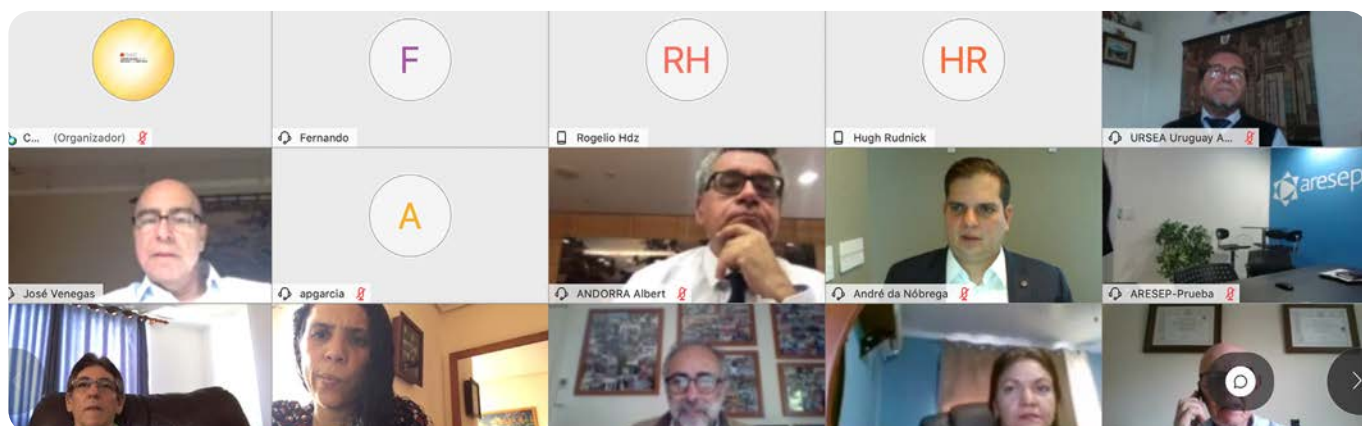 F
RH
HR
C... (Organizador)
Fernando
Rogelio Hdz
Hugh Rudnick
URSEA Uruguay A...
A
aresep
José Venegas
apgarcia
ANDORRA Albert
André da Nóbrega
ARESEP-Prueba